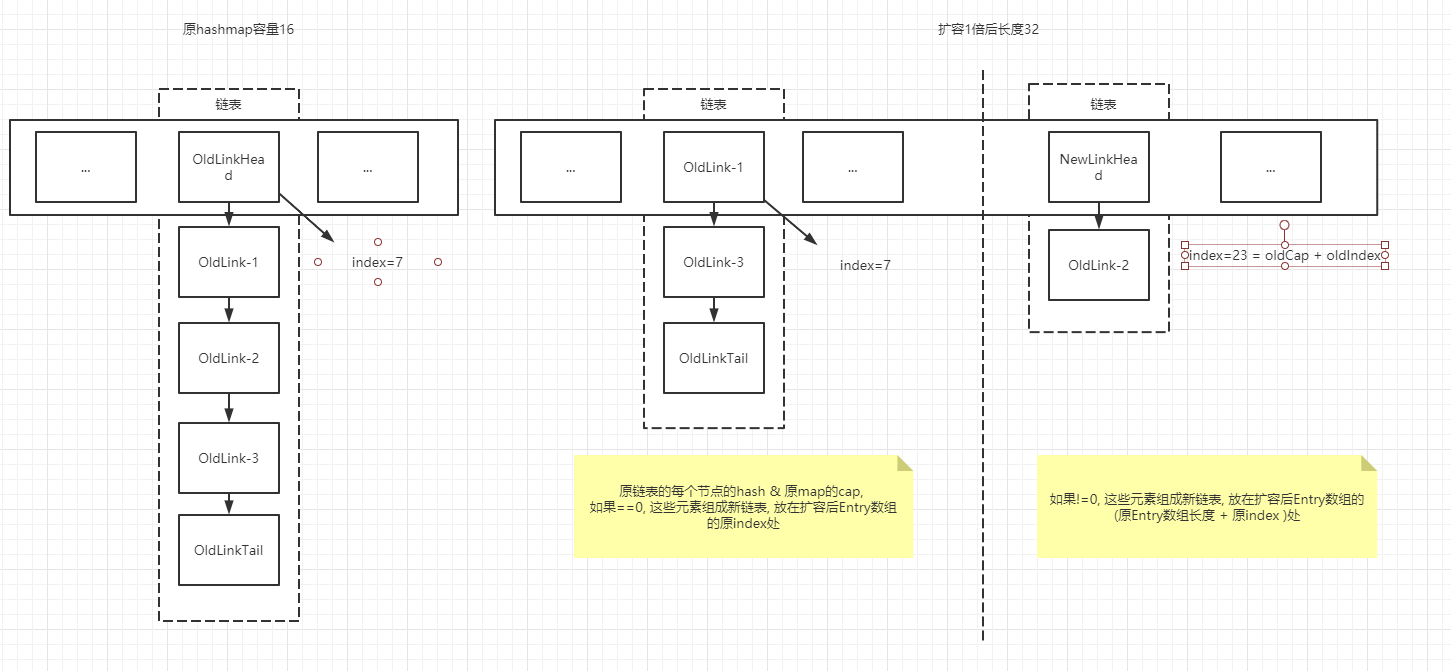 原hashmap容量16
扩容1倍后长度32
链表
...
OldLinkHea
d
...
OldLink-1
index=7
OldLink-2
OldLink-3
OldLinkTail
链表
...
OldLink-1
...
OldLink-3
index=7
OldLinkTail
链表
NewLinkHea
d
...
OldLink-2
index=23 = oldCap + oldIndex
原链表的每个节点的hash & 原map的cap,
如果==0, 这些元素组成新链表, 放在扩容后Entry数组
的原index处
如果!=0, 这些元素组成新链表, 放在扩容后Entry数组的
(原Entry数组长度 + 原index )处